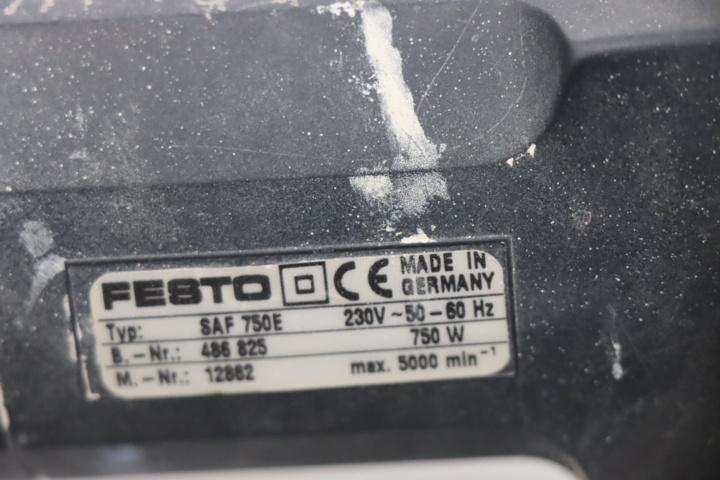 FESTO CE MADE IN GERMANY
Typ: SAF 750E 230V ~ 50 – 60 Hz
B. – Nr.: 486 825 750 W
M. – Nr.: 12862 max. 5000 min⁻¹